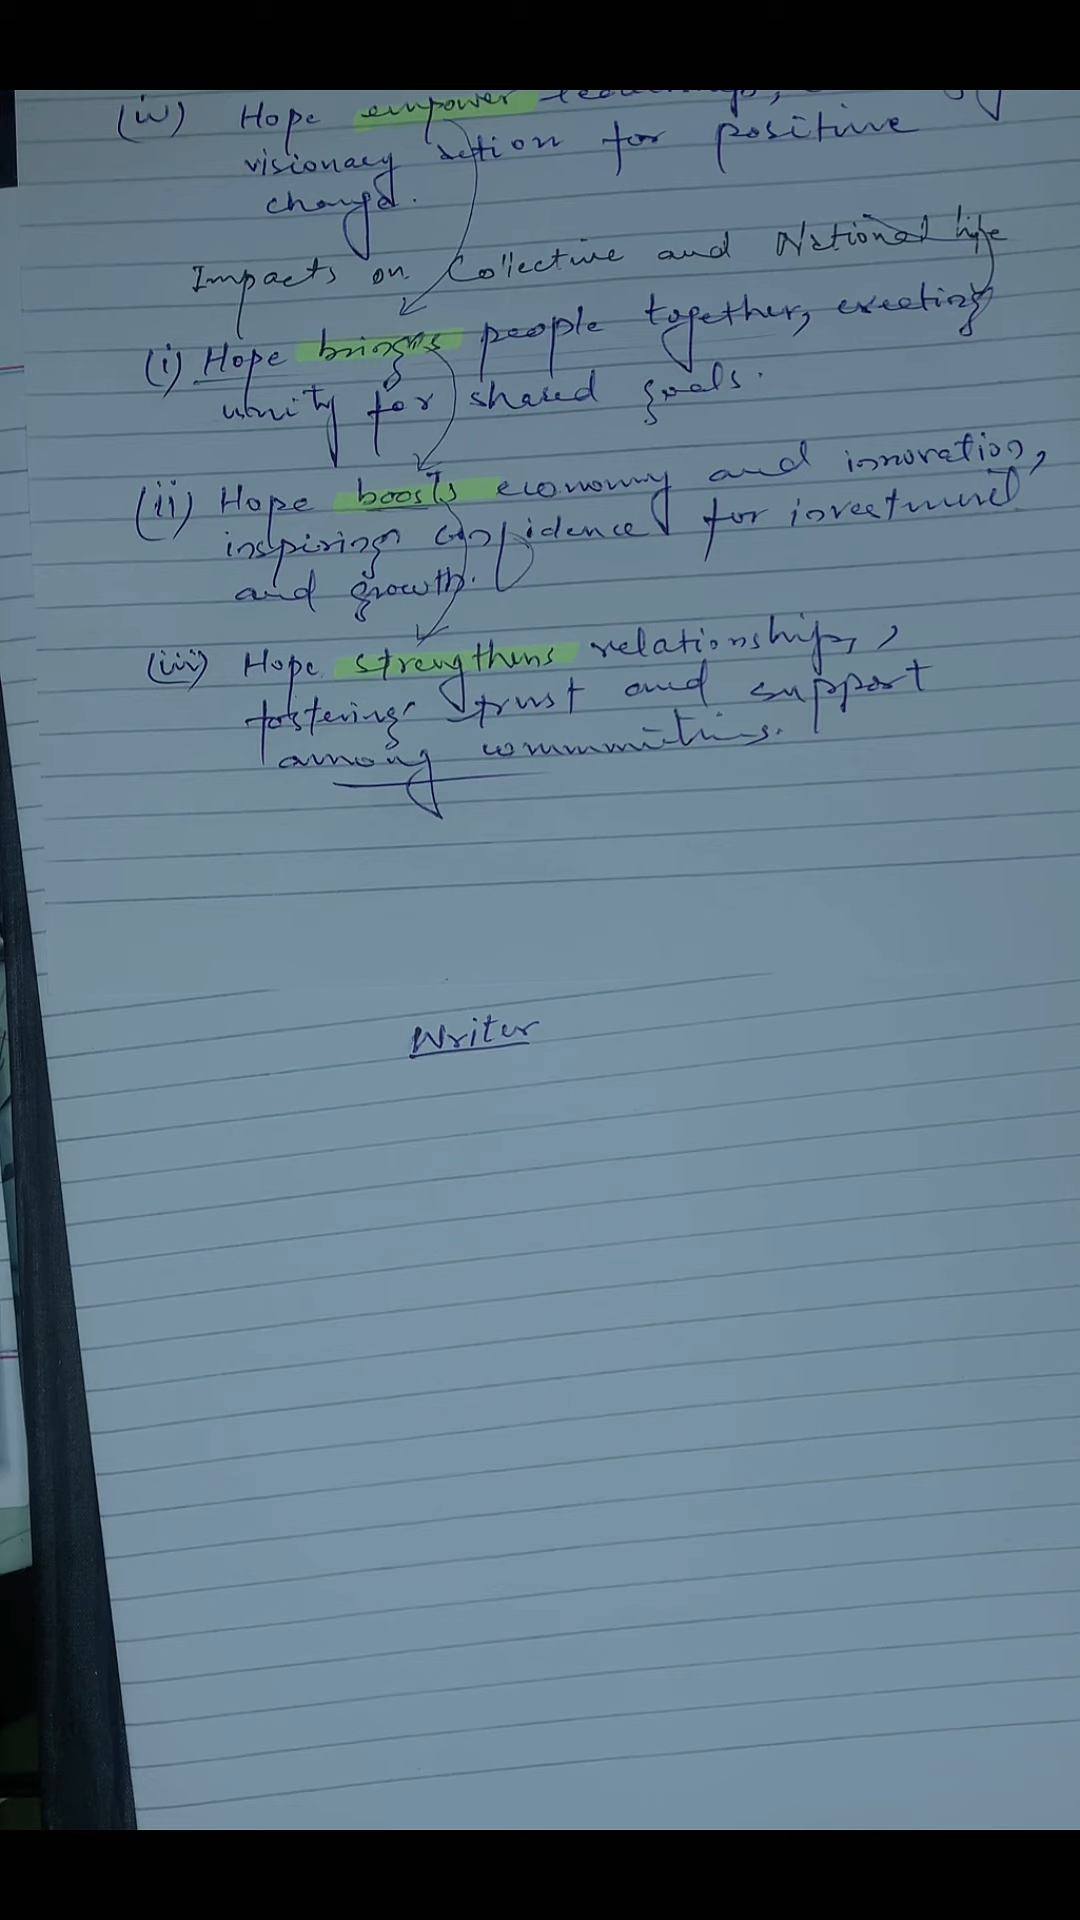 (iv) Hope empower leadership,
visionary action for positive
change.
Impacts on Collective and National life
(i) Hope brings people together, creating
unity for shared goals.
(ii) Hope boosts economy and innovation,
inspiring confidence for investment
and growth.
(iii) Hope strengthens relationships,
fostering trust and support
among communities.
Writer